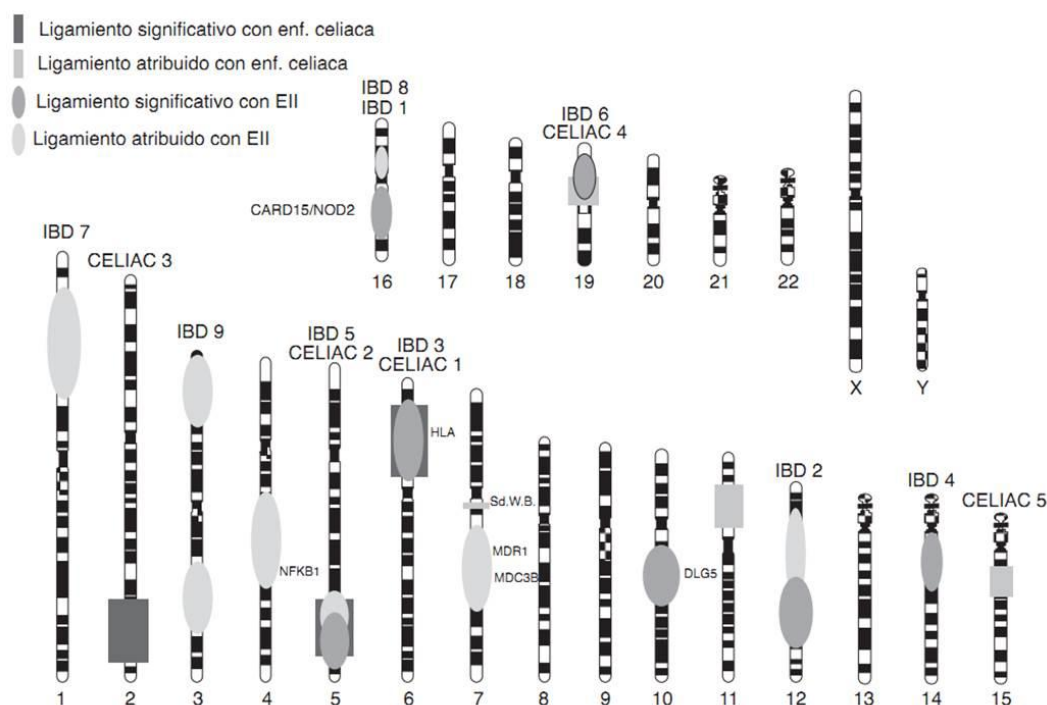 Ligamiento significativo con enf. celiaca
Ligamiento atribuido con enf. celiaca
Ligamiento significativo con EII
Ligamiento atribuido con EII
IBD 8
IBD 1
IBD 6
CELIAC 4
CARD15/NOD2
16 17 18 19 20 21 22
X Y
IBD 7
CELIAC 3
IBD 9
IBD 5
CELIAC 2
IBD 3
CELIAC 1
HLA
IBD 2
IBD 4
CELIAC 5
Sd.W.B.
NFKB1
MDR1
MDC3B
DLG5
1 2 3 4 5 6 7 8 9 10 11 12 13 14 15